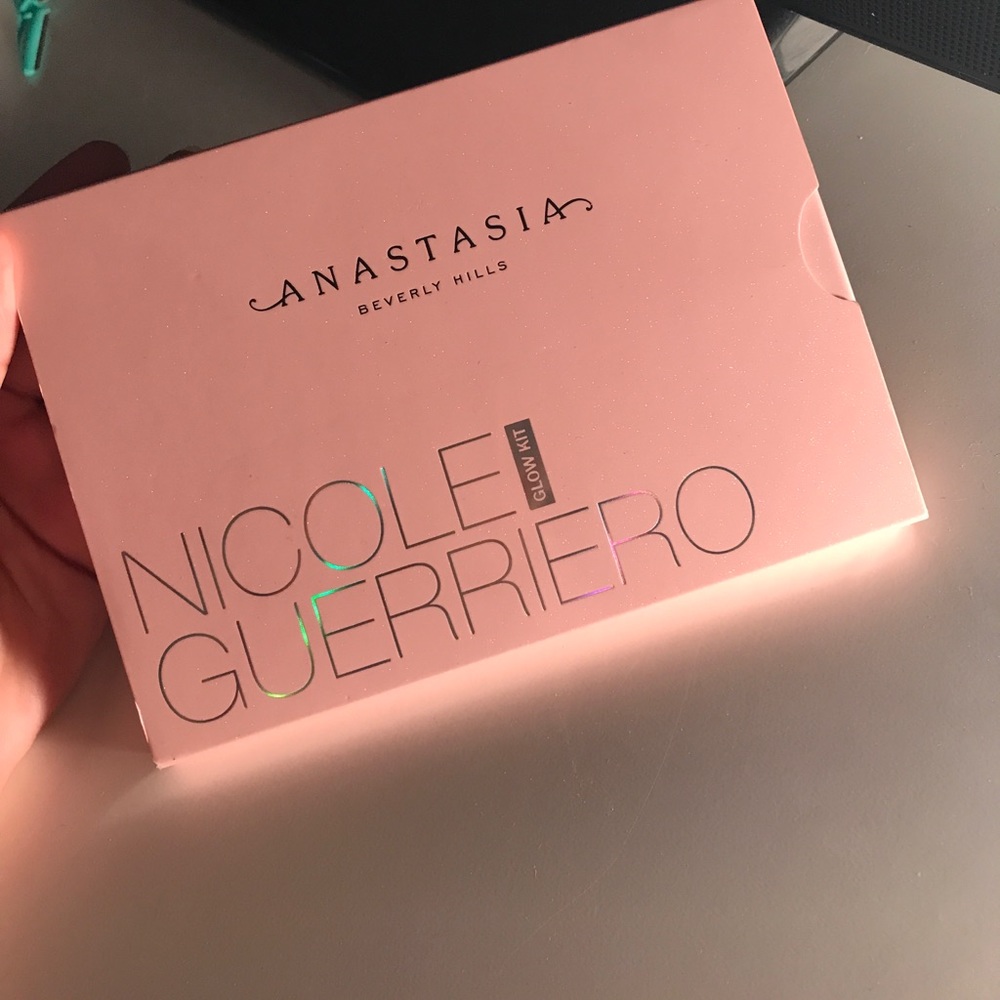 ANASTASIA
BEVERLY HILLS
NICOLE
GLOW KIT
GUERRIERO